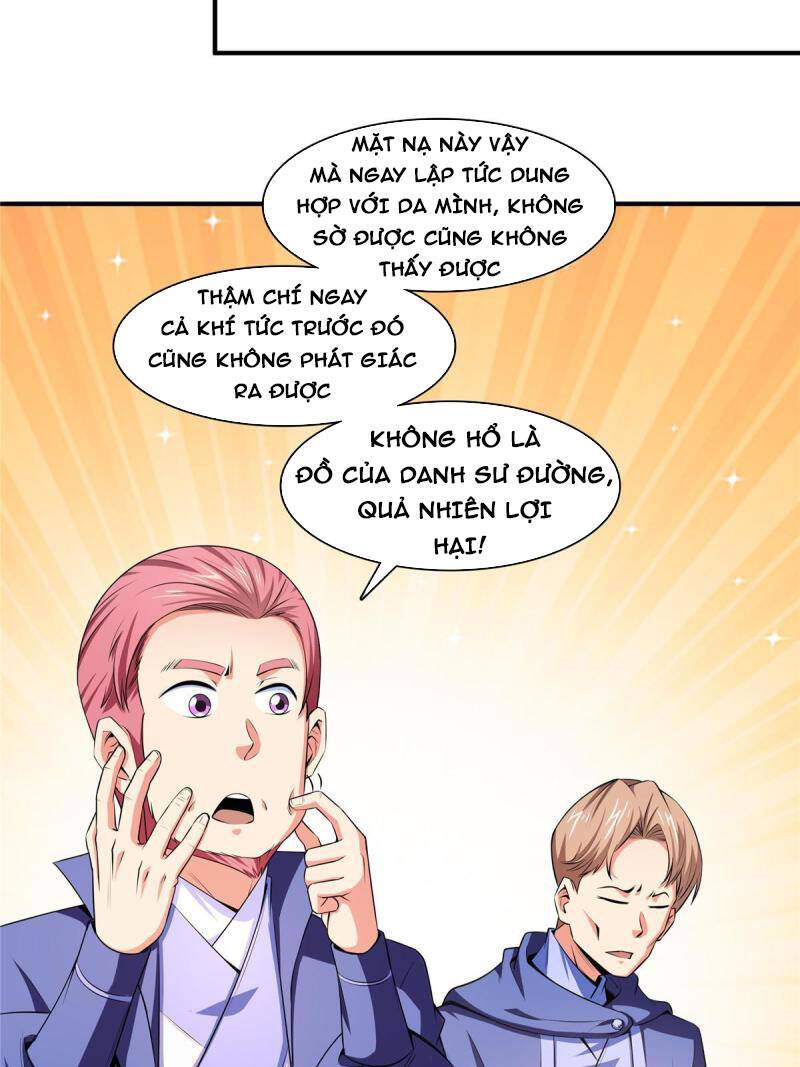 MẶT NẠ NÀY VẬY
MÀ NGAY LẬP TỨC DUNG
HỢP VỚI DA MÌNH, KHÔNG
SỜ ĐƯỢC CŨNG KHÔNG
THẤY ĐƯỢC
THẬM CHÍ NGAY
CẢ KHÍ TỨC TRƯỚC ĐÓ
CŨNG KHÔNG PHÁT GIÁC
RA ĐƯỢC
KHÔNG HỔ LÀ
ĐỒ CỦA DANH SƯ ĐƯỜNG,
QUẢ NHIÊN LỢI
HẠI!